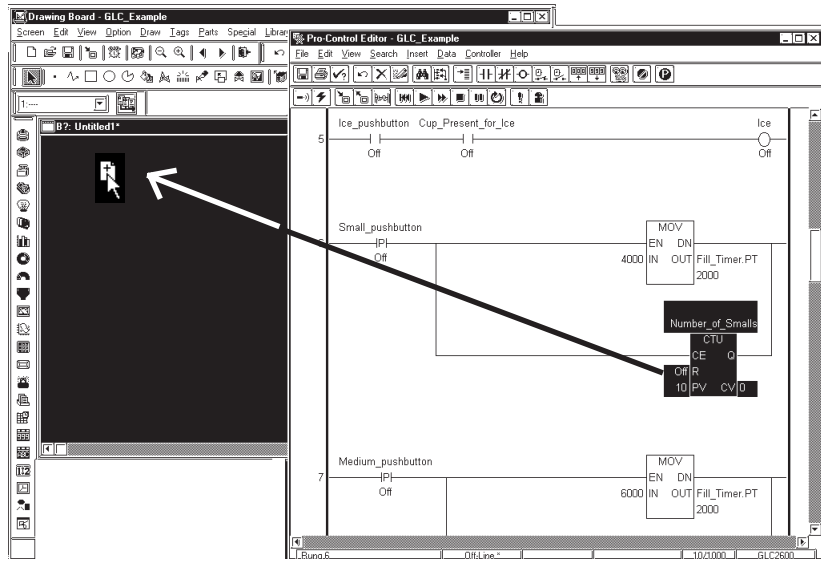 Drawing Board - GLC_Example
Screen Edit View Option Draw Tags Parts Special Librar
1:----
B?: Untitled1*
Pro-Control Editor - GLC_Example
File Edit View Search Insert Data Controller Help
Ice_pushbutton Cup_Present_for_Ice Ice
5
Off Off Off
Small_pushbutton MOV
P EN DN
Off 4000 IN OUT Fill_Timer.PT
2000
Number_of_Smalls
CTU
CE Q
Off R
10 PV CV 0
Medium_pushbutton MOV
7 P EN DN
Off 6000 IN OUT Fill_Timer.PT
2000
Rung 6 Off-Line * 10/1000 GLC2600